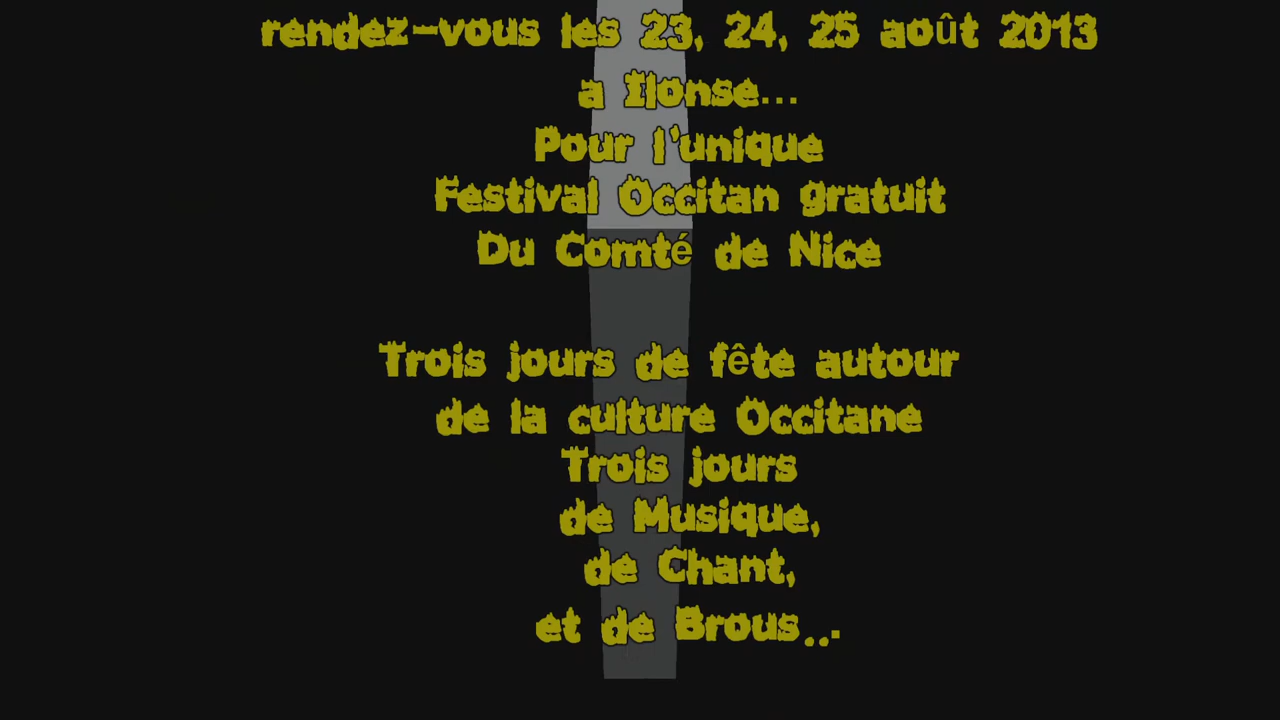 rendez-vous les 23, 24, 25 août 2013
a Ilonse...
Pour l'unique
Festival Occitan gratuit
Du Comté de Nice
Trois jours de fête autour
de la culture Occitane
Trois jours
de Musique,
de Chant,
et de Brous...